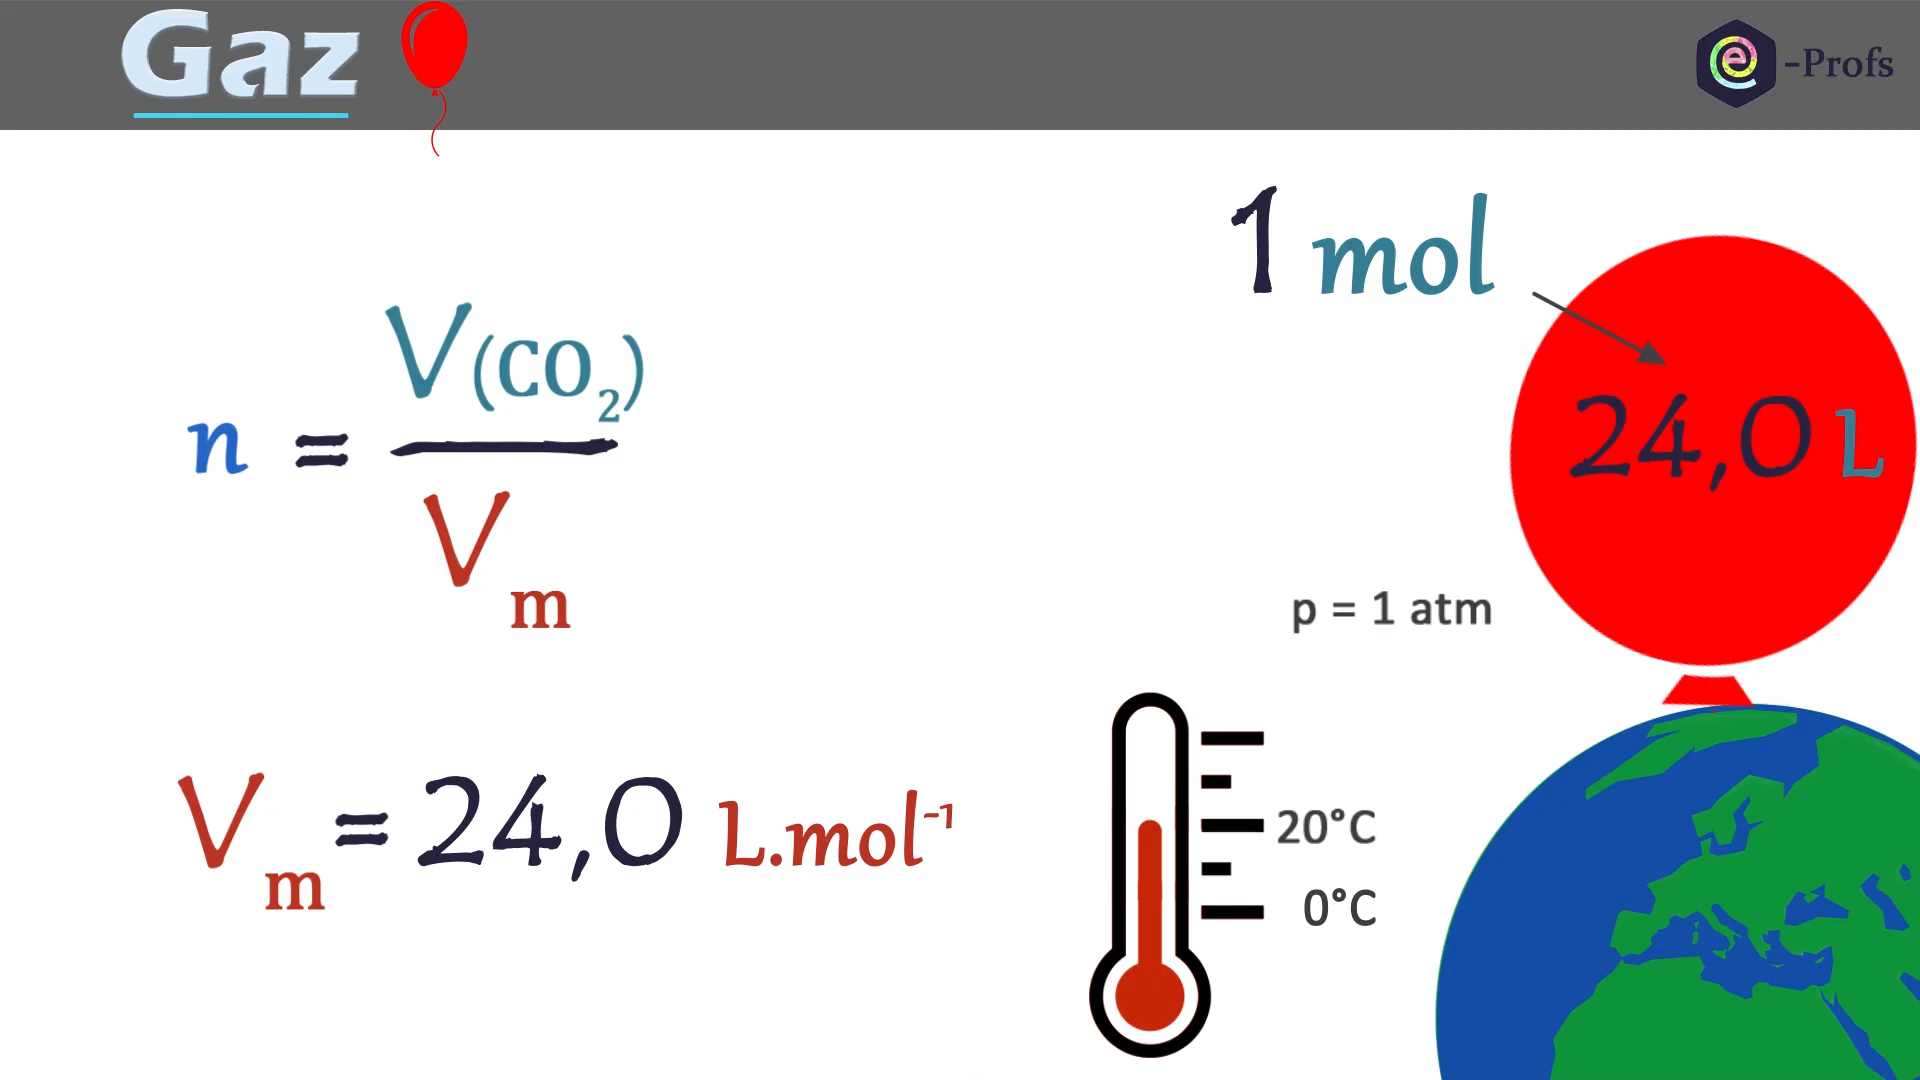 Gaz
e-Profs
1 mol
24,0 L
n = V(CO₂) / Vm
p = 1 atm
Vm = 24,0 L.mol⁻¹
20°C
0°C